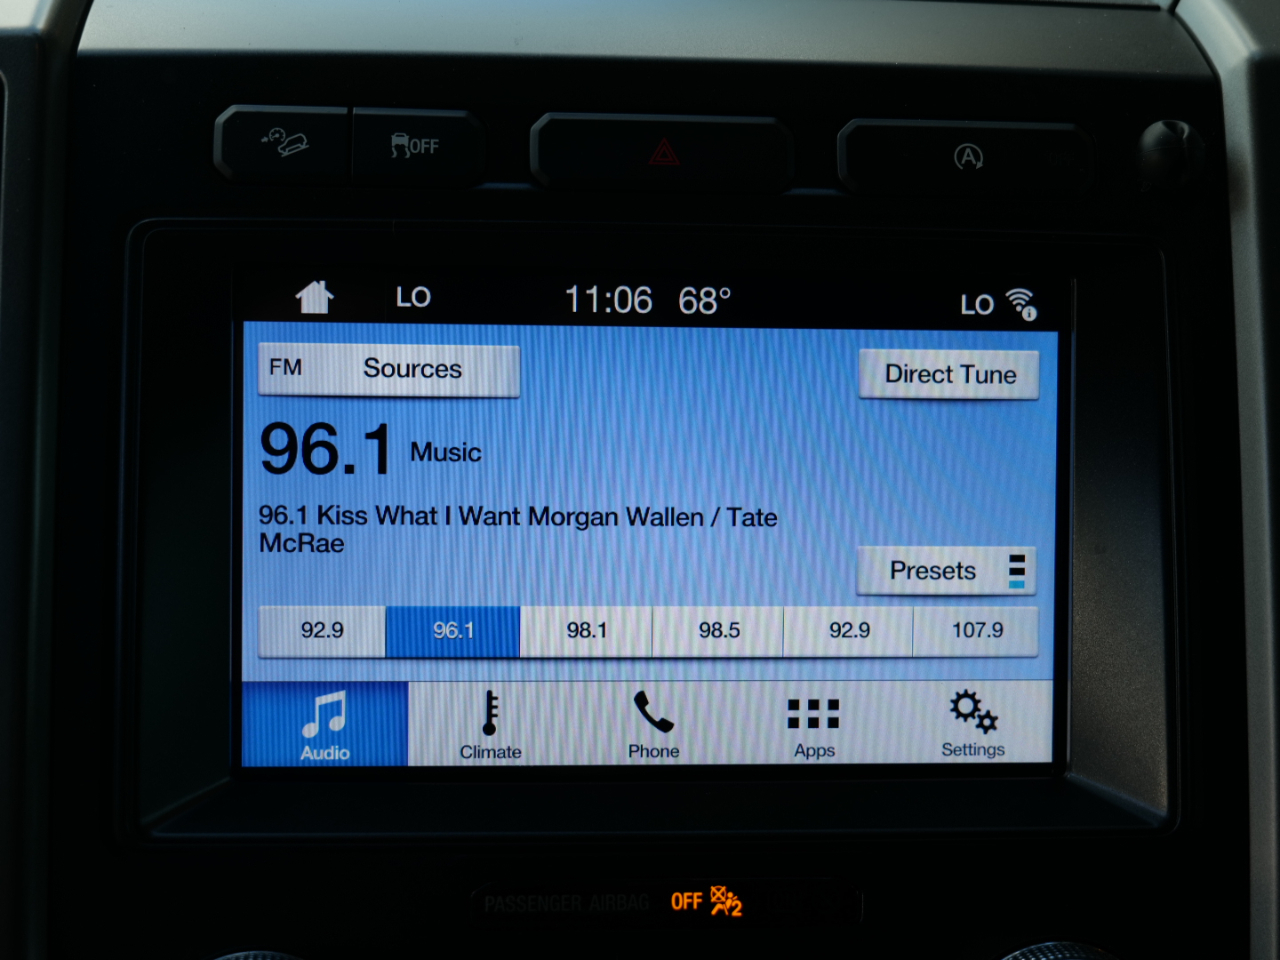 OFF
A
LO 11:06 68° LO
FM Sources Direct Tune
96.1 Music
96.1 Kiss What I Want Morgan Wallen / Tate
McRae
Presets
92.9 96.1 98.1 98.5 92.9 107.9
Audio Climate Phone Apps Settings
PASSENGER AIRBAG OFF 2